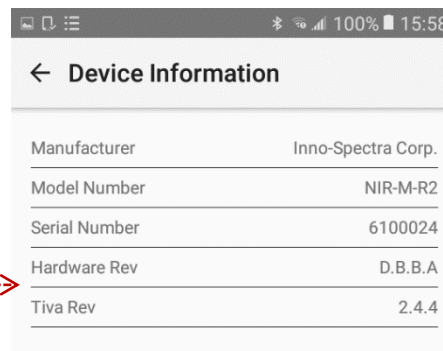 100% 15:58
Device Information
Manufacturer Inno-Spectra Corp.
Model Number NIR-M-R2
Serial Number 6100024
Hardware Rev D.B.B.A
Tiva Rev 2.4.4